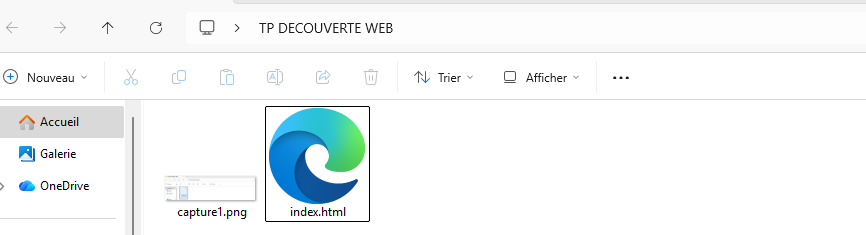 TP DECOUVERTE WEB
Nouveau
Trier
Afficher
Accueil
Galerie
OneDrive
capture1.png
index.html